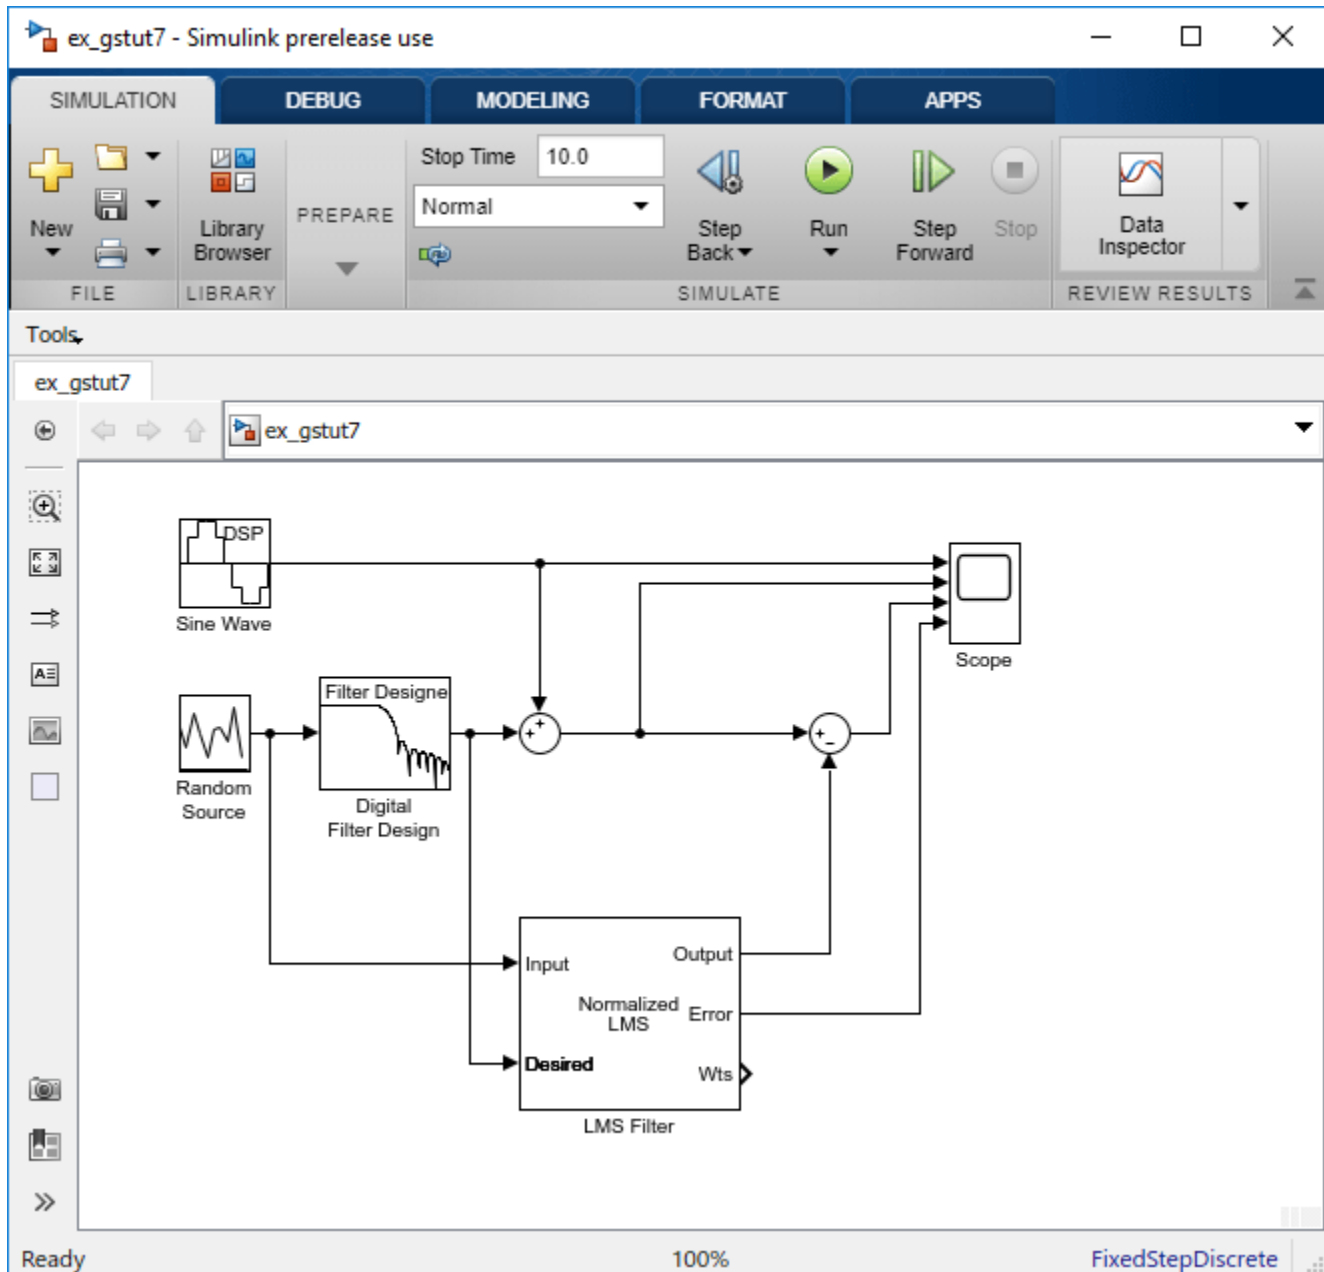 ex_gstut7 - Simulink prerelease use
SIMULATION
DEBUG
MODELING
FORMAT
APPS
New
FILE
Library
Browser
LIBRARY
PREPARE
Stop Time
10.0
Normal
Step
Back
Run
Step
Forward
Stop
SIMULATE
Data
Inspector
REVIEW RESULTS
Tools
ex_gstut7
ex_gstut7
DSP
Sine Wave
Scope
Random
Source
Filter Designe
Digital
Filter Design
Input
Desired
Normalized
LMS
Output
Error
Wts
LMS Filter
Ready
100%
FixedStepDiscrete